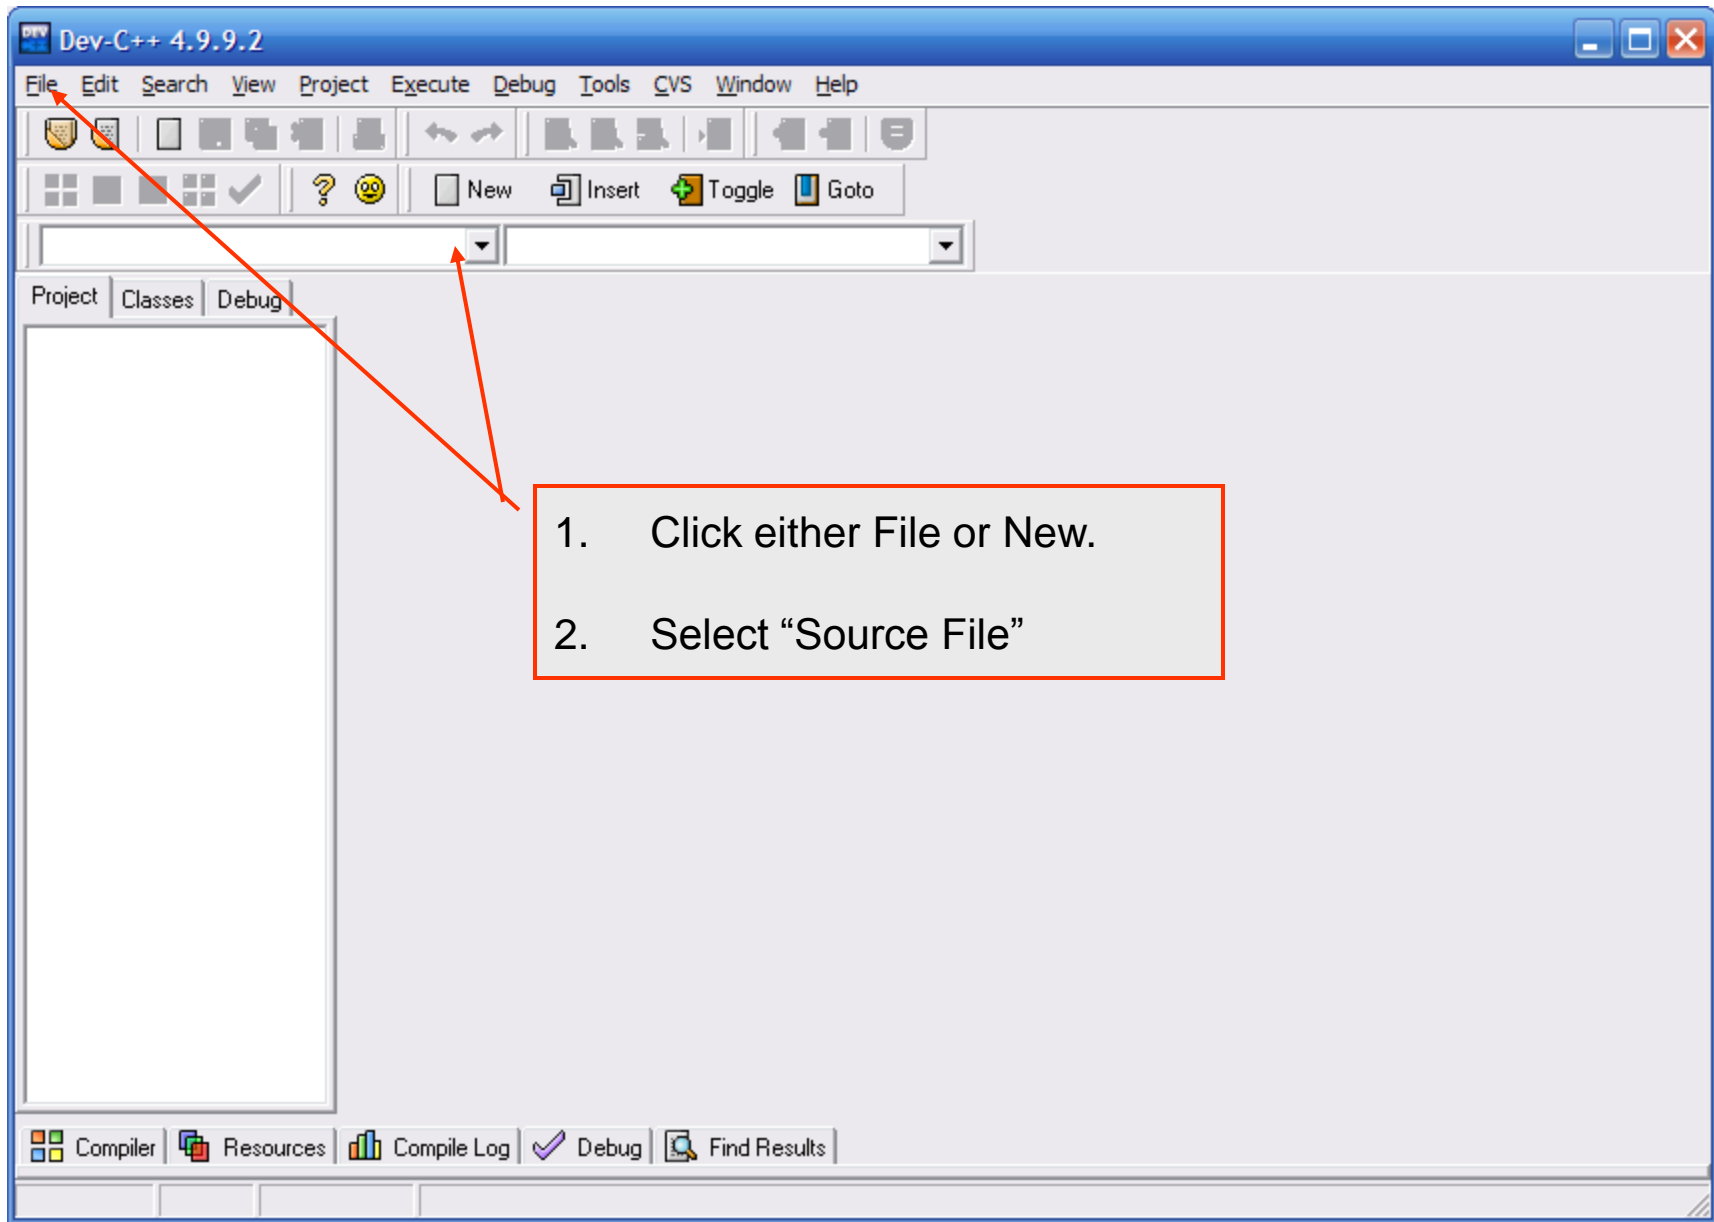 Dev-C++ 4.9.9.2
File Edit Search View Project Execute Debug Tools CVS Window Help
New Insert Toggle Goto
Project Classes Debug
1. Click either File or New.
2. Select “Source File”
Compiler Resources Compile Log Debug Find Results